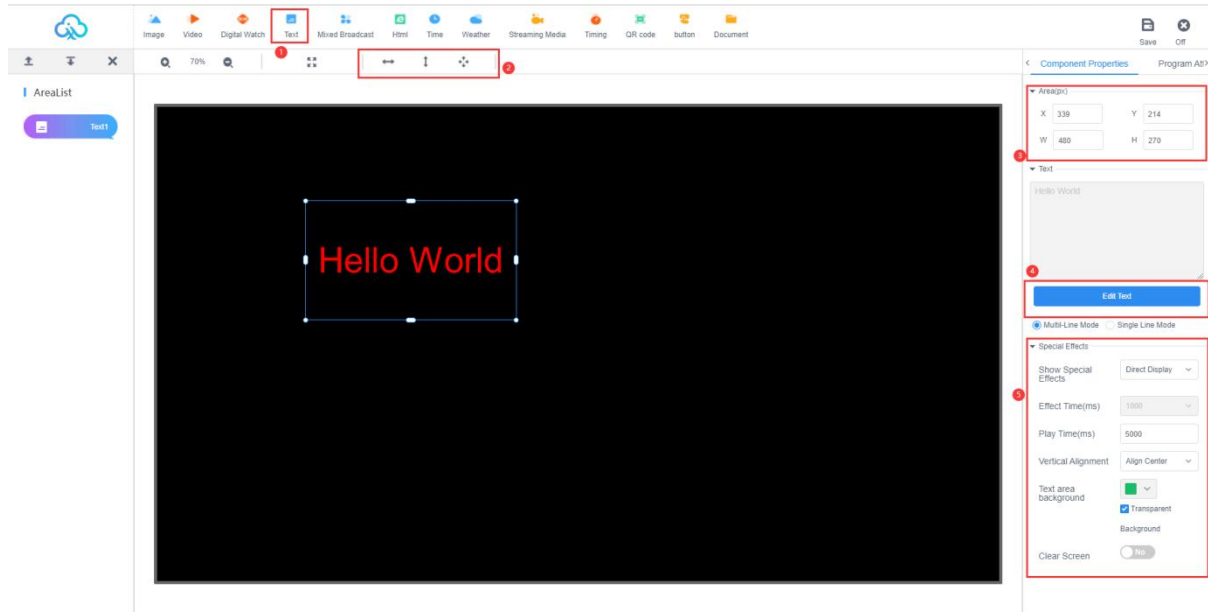 Image Video Digital Watch Text Mixed Broadcast Html Time Weather Streaming Media Timing QR code button Document
Save Off
1
70%
2
Component Properties Program Att
AreaList
Text1
Area(px)
X 339 Y 214
W 480 H 270
3
Text
Hello World
Hello World
4
Edit Text
Multil-Line Mode Single Line Mode
Special Effects
Show Special Effects Direct Display
5
Effect Time(ms) 1000
Play Time(ms) 5000
Vertical Alignment Align Center
Text area background
Transparent
Background
Clear Screen No